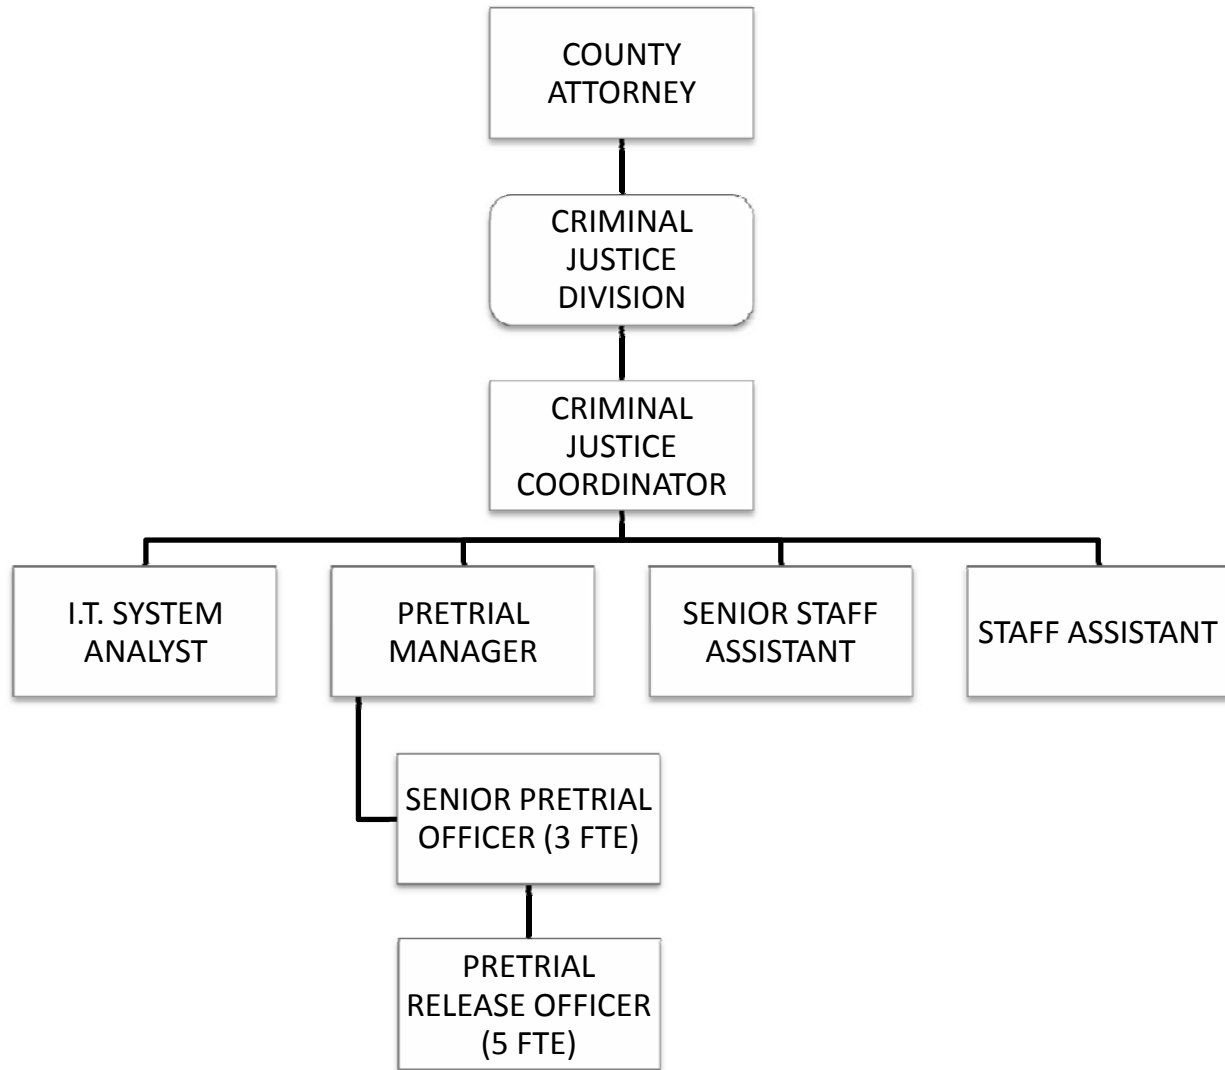 COUNTY
ATTORNEY
CRIMINAL
JUSTICE
DIVISION
CRIMINAL
JUSTICE
COORDINATOR
I.T. SYSTEM
ANALYST
PRETRIAL
MANAGER
SENIOR STAFF
ASSISTANT
STAFF ASSISTANT
SENIOR PRETRIAL
OFFICER (3 FTE)
PRETRIAL
RELEASE OFFICER
(5 FTE)